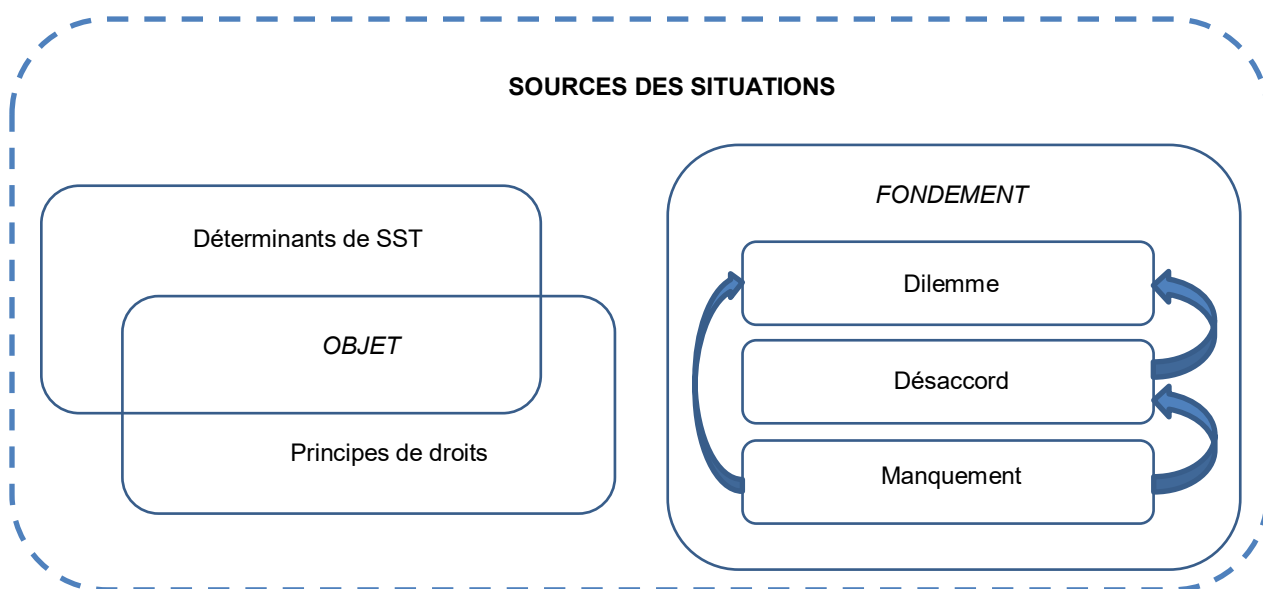 SOURCES DES SITUATIONS
Déterminants de SST
OBJET
Principes de droits
FONDEMENT
Dilemme
Désaccord
Manquement